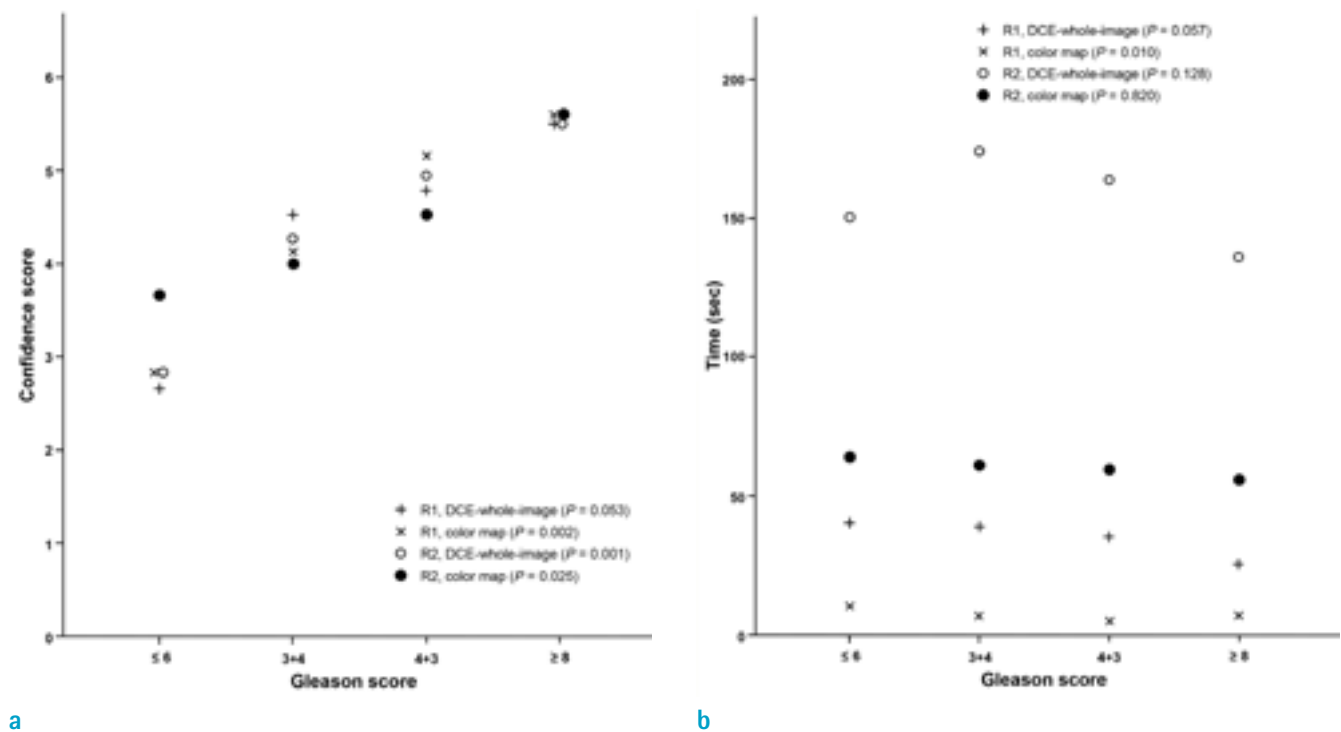 6
5
4
3
2
1
0
Confidence score
+ R1, DCE-whole-image (P = 0.053)
× R1, color map (P = 0.002)
○ R2, DCE-whole-image (P = 0.001)
● R2, color map (P = 0.025)
≤ 6 3+4 4+3 ≥ 8
Gleason score
a
+ R1, DCE-whole-image (P = 0.057)
× R1, color map (P = 0.010)
○ R2, DCE-whole-image (P = 0.128)
● R2, color map (P = 0.820)
200
150
100
50
0
Time (sec)
≤ 6 3+4 4+3 ≥ 8
Gleason score
b